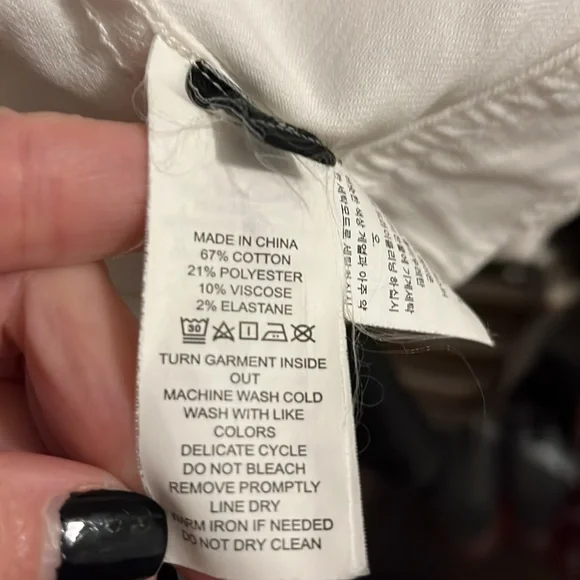 MADE IN CHINA
67% COTTON
21% POLYESTER
10% VISCOSE
2% ELASTANE
30
TURN GARMENT INSIDE
OUT
MACHINE WASH COLD
WASH WITH LIKE
COLORS
DELICATE CYCLE
DO NOT BLEACH
REMOVE PROMPTLY
LINE DRY
WARM IRON IF NEEDED
DO NOT DRY CLEAN